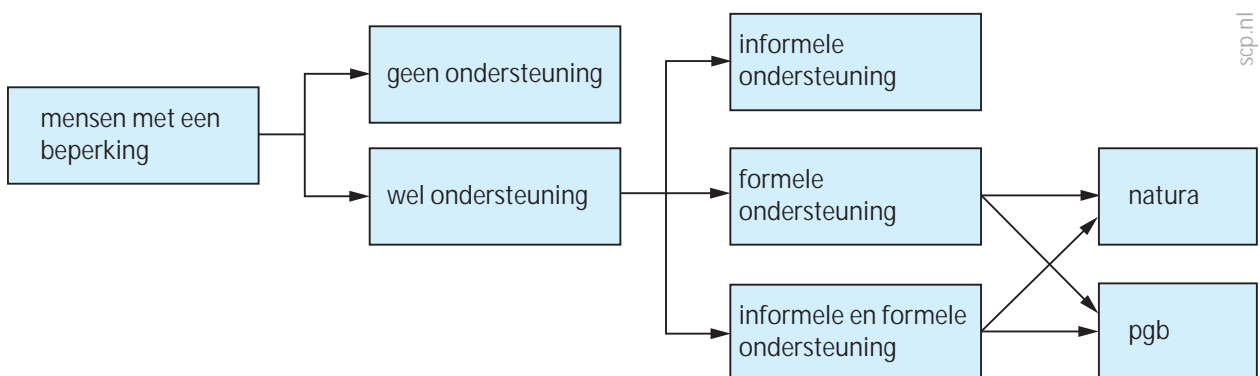 mensen met een
beperking
geen ondersteuning
wel ondersteuning
informele
ondersteuning
formele
ondersteuning
informele en formele
ondersteuning
natura
pgb
scp.nl